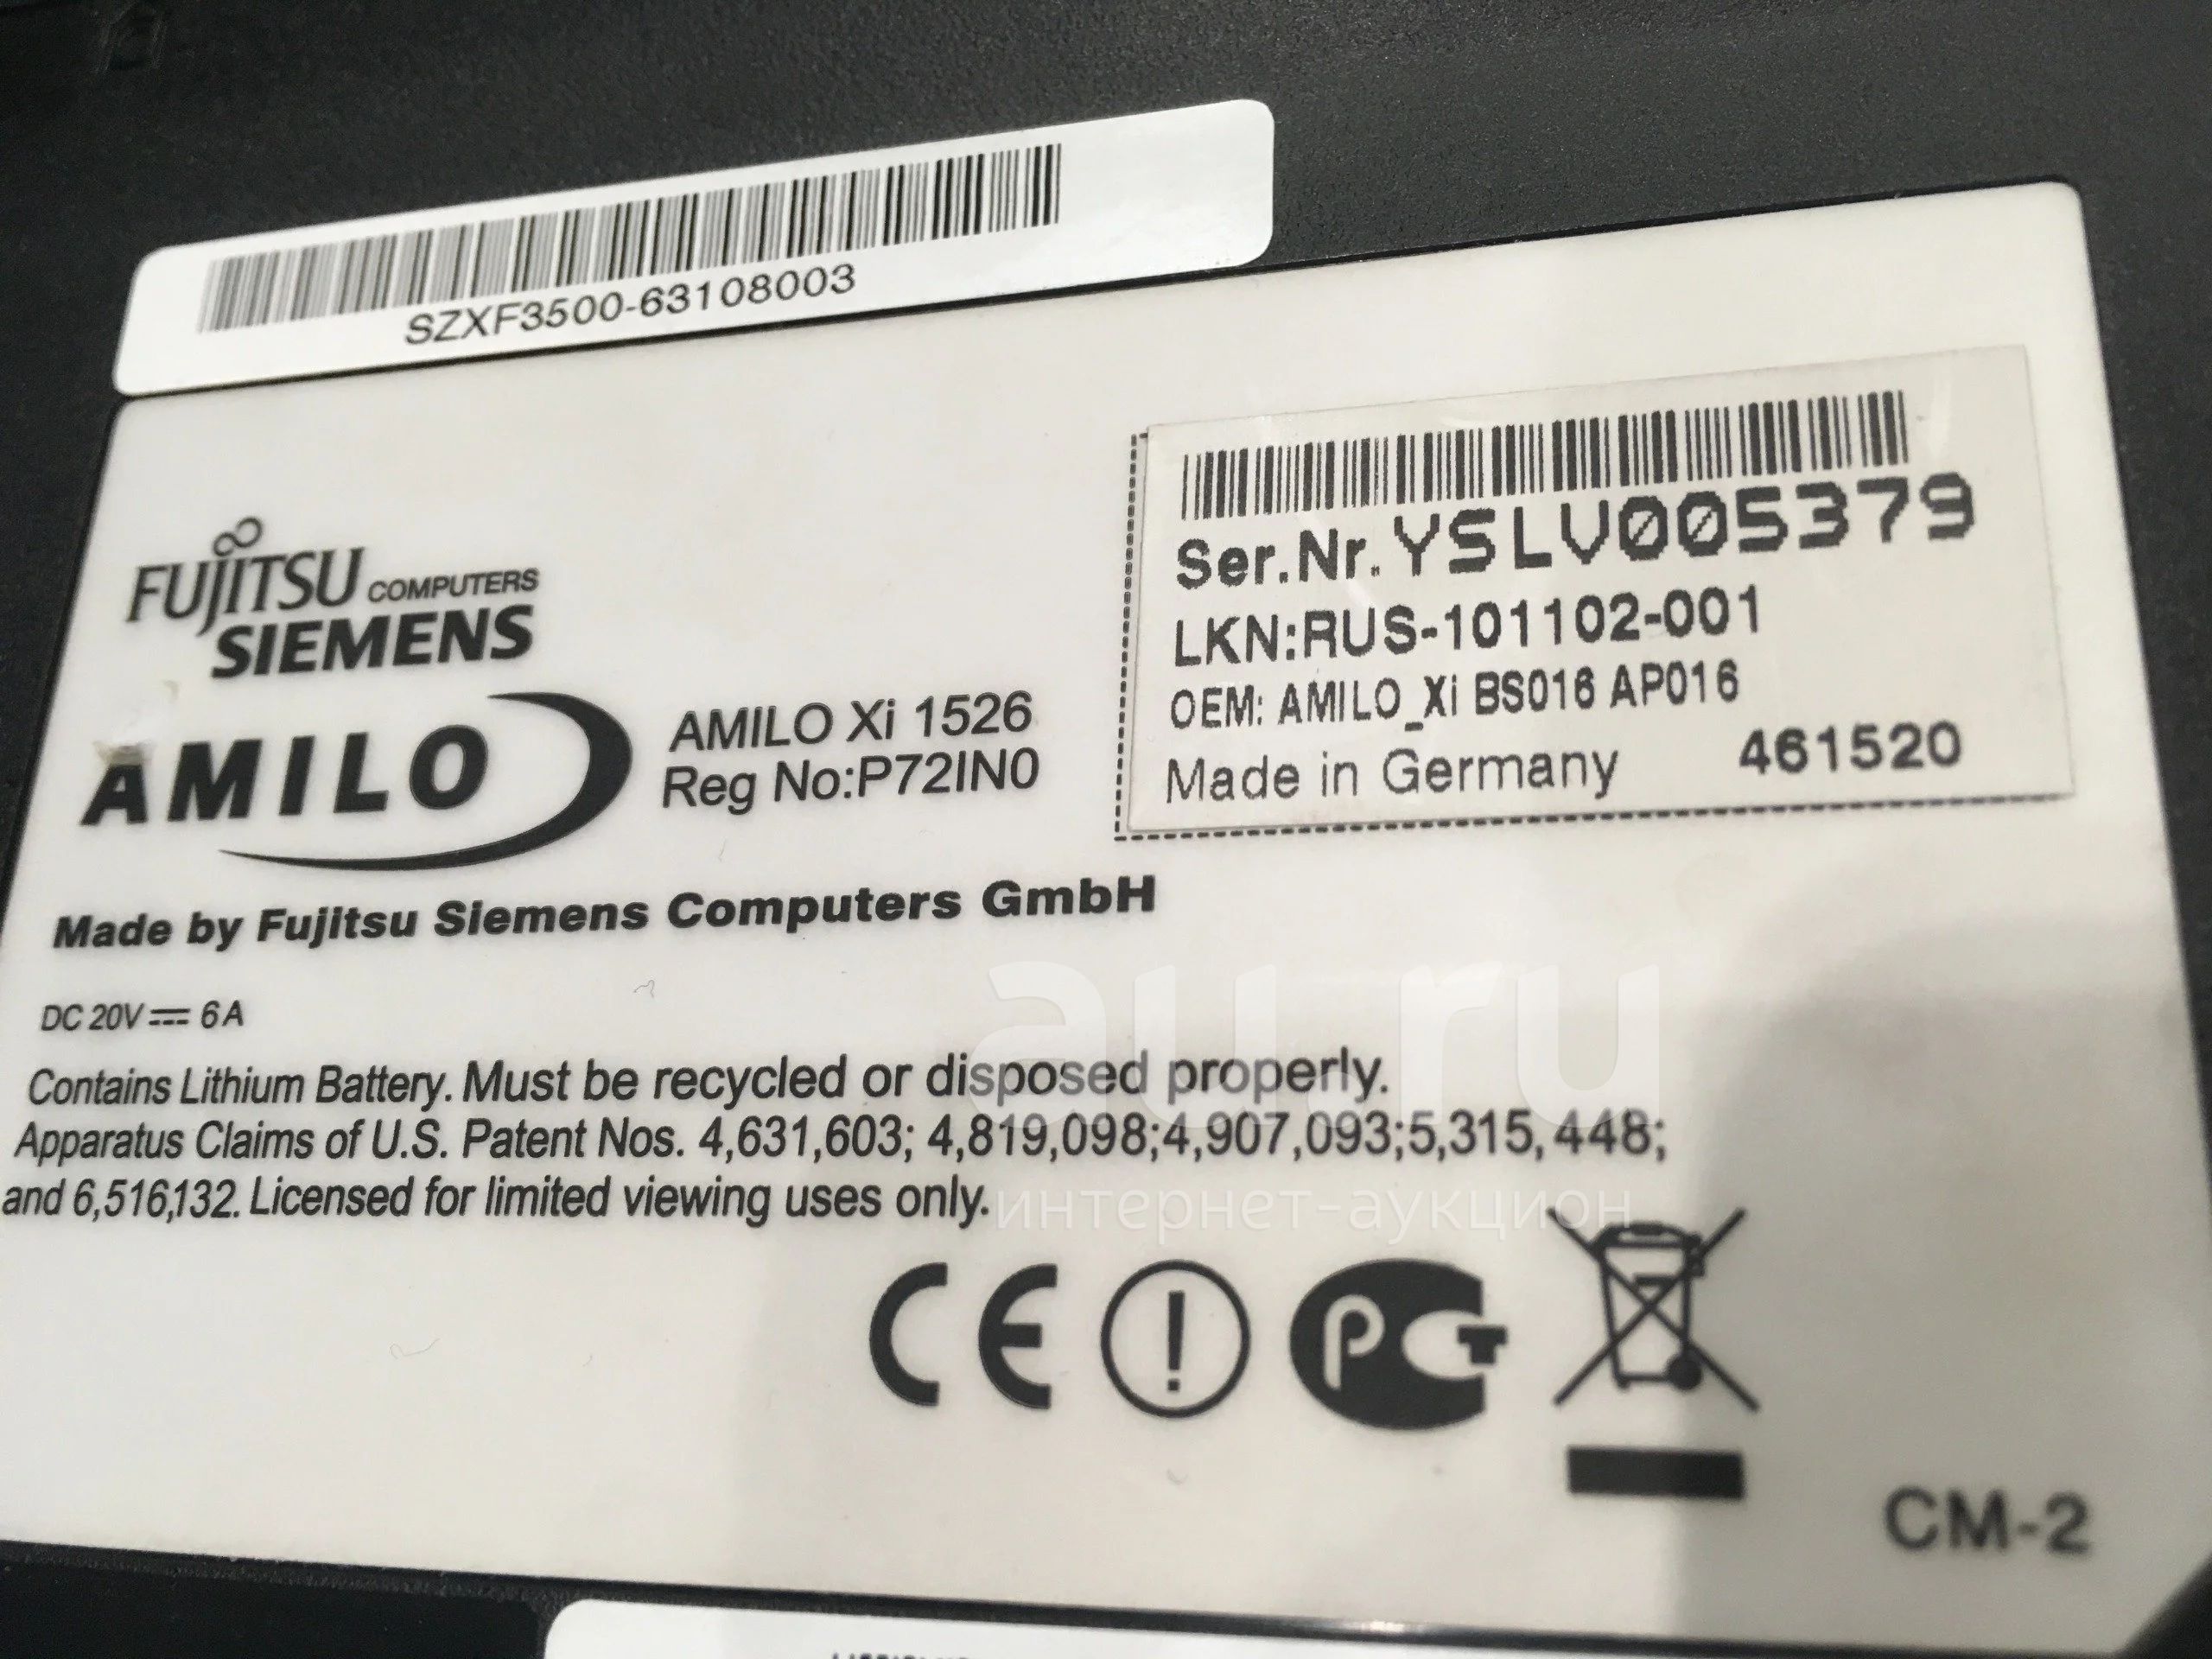 SZXF3500-63108003
Ser.Nr.YSLV005379
LKN:RUS-101102-001
OEM: AMILO_Xi BS016 AP016
Made in Germany 461520
FUJITSU COMPUTERS
SIEMENS
AMILO
AMILO Xi 1526
Reg No:P72IN0
Made by Fujitsu Siemens Computers GmbH
DC 20V 6A
Contains Lithium Battery. Must be recycled or disposed properly.
Apparatus Claims of U.S. Patent Nos. 4,631,603; 4,819,098;4,907,093;5,315,448;
and 6,516,132. Licensed for limited viewing uses only.
au.ru
интернет-аукцион
CE
PCT
CM-2